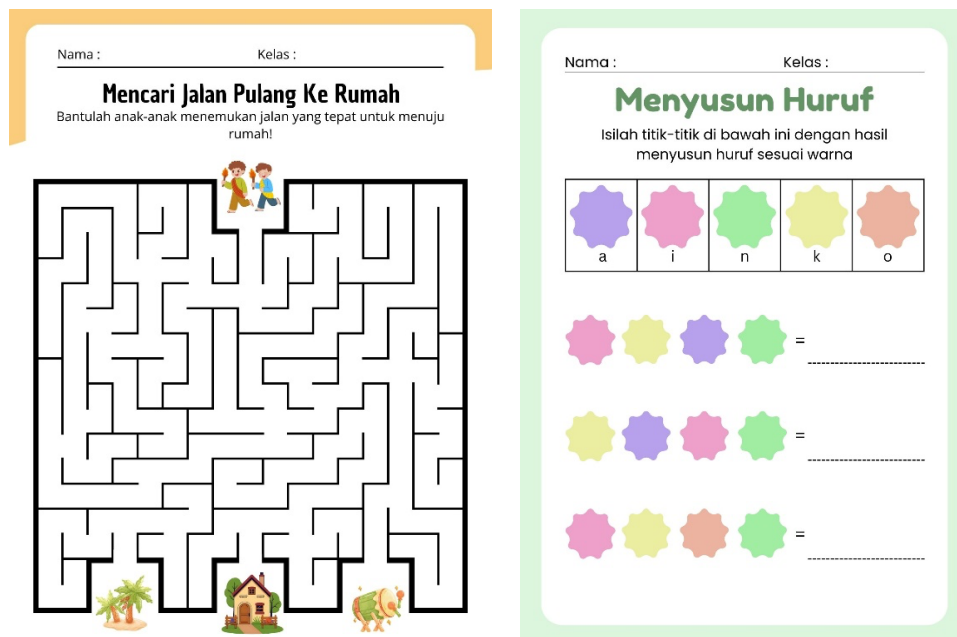 Nama : Kelas :
Mencari Jalan Pulang Ke Rumah
Bantulah anak-anak menemukan jalan yang tepat untuk menuju
rumah!
Nama : Kelas :
Menyusun Huruf
Isilah titik-titik di bawah ini dengan hasil
menyusun huruf sesuai warna
a i n k o
=
=
=